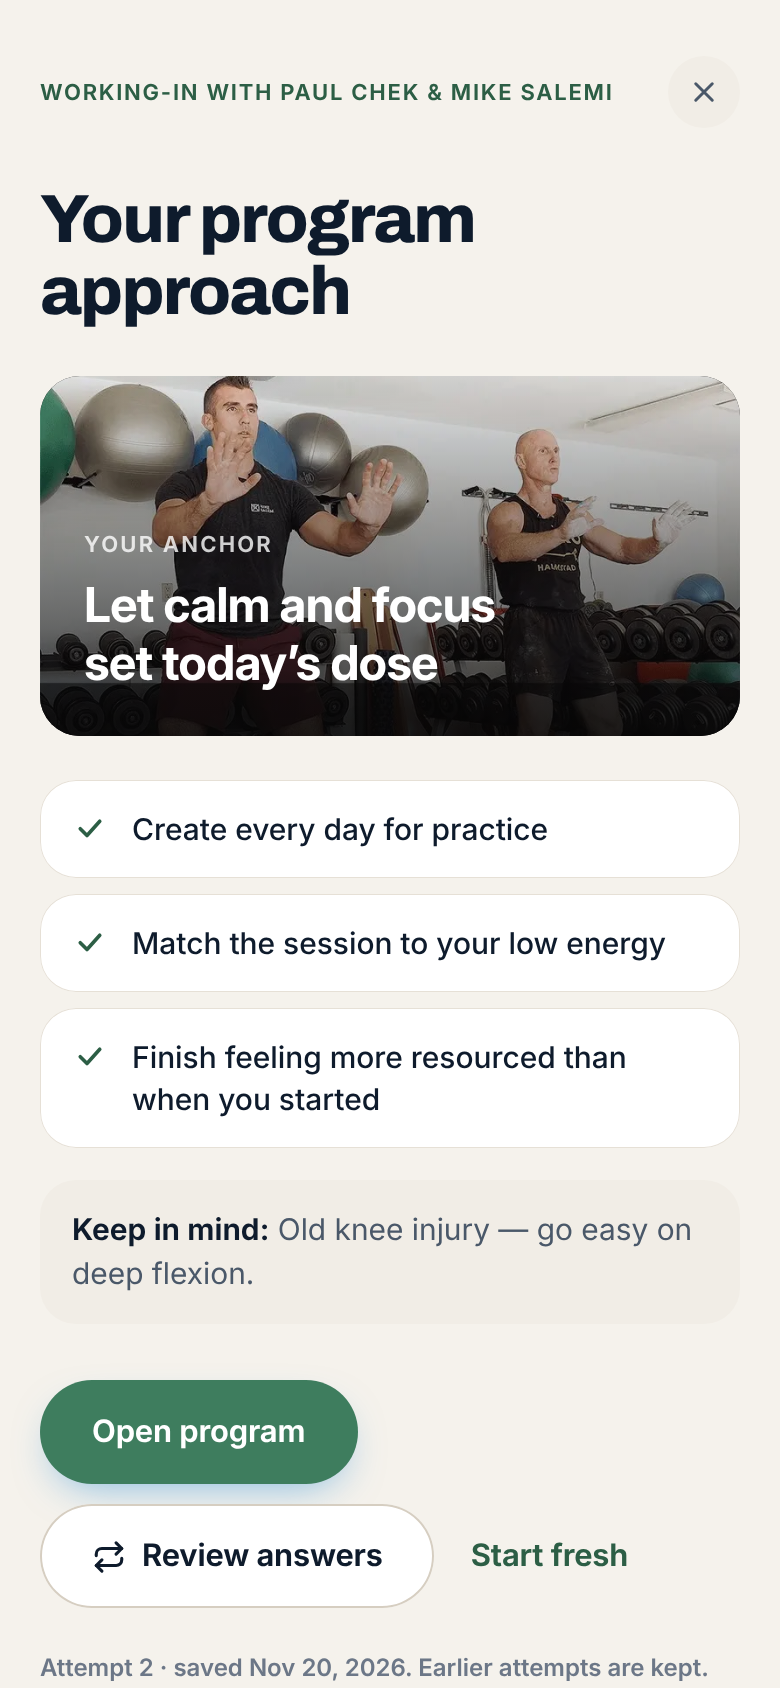 WORKING-IN WITH PAUL CHEK & MIKE SALEMI
Your program
approach
YOUR ANCHOR
Let calm and focus
set today’s dose
Create every day for practice
Match the session to your low energy
Finish feeling more resourced than
when you started
Keep in mind: Old knee injury — go easy on
deep flexion.
Open program
Review answers
Start fresh
Attempt 2 · saved Nov 20, 2026. Earlier attempts are kept.